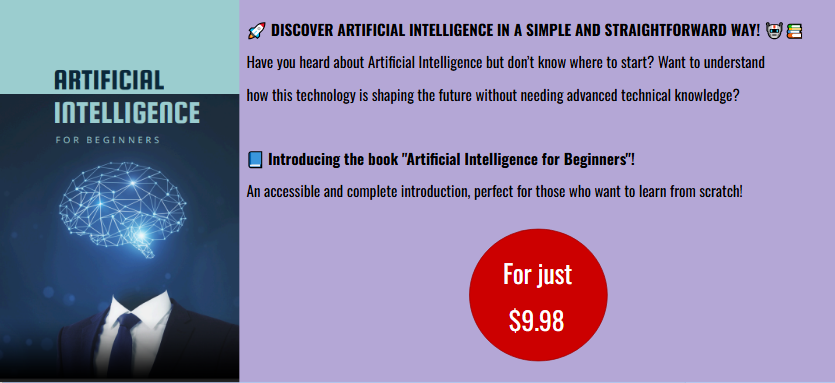 ARTIFICIAL
INTELLIGENCE
FOR BEGINNERS
🚀 DISCOVER ARTIFICIAL INTELLIGENCE IN A SIMPLE AND STRAIGHTFORWARD WAY! 🤖📚
Have you heard about Artificial Intelligence but don’t know where to start? Want to understand
how this technology is shaping the future without needing advanced technical knowledge?
📘 Introducing the book "Artificial Intelligence for Beginners"!
An accessible and complete introduction, perfect for those who want to learn from scratch!
For just
$9.98